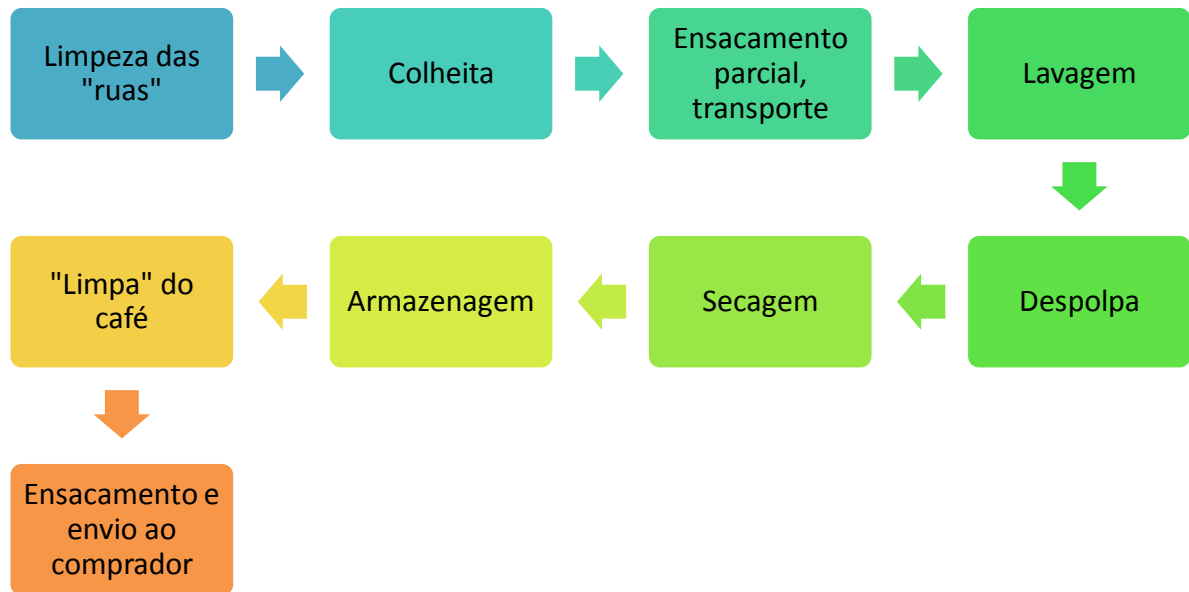 Limpeza das
"ruas"
Colheita
Ensacamento
parcial,
transporte
Lavagem
Despolpa
Secagem
Armazenagem
"Limpa" do
café
Ensacamento e
envio ao
comprador